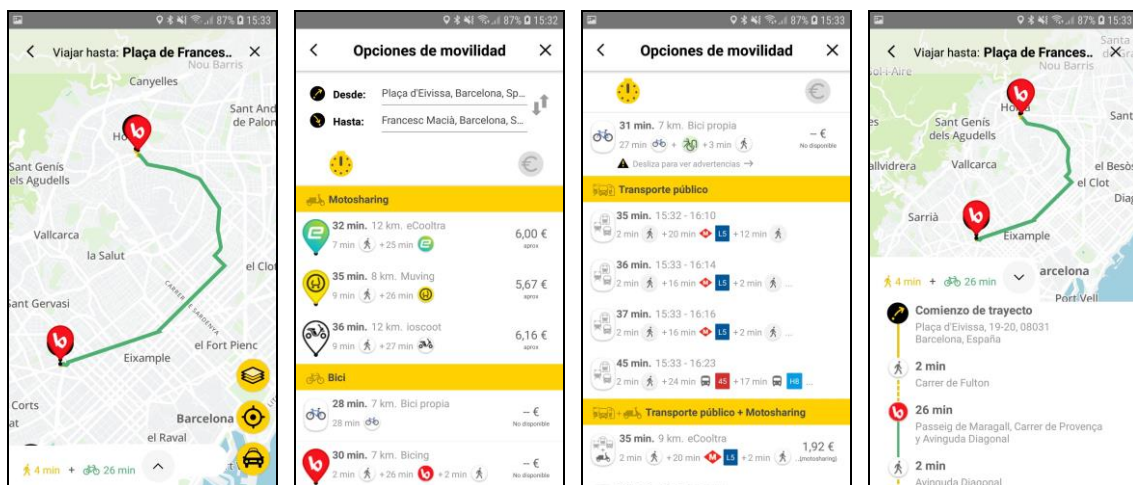 87% 15:33
Viajar hasta: Plaça de Frances..
Nou Barris
Canyelles
Sant And
de Palon
Ho
Sant Genís
els Agudells
Vallcarca
la Salut
el Clot
Sant Gervasi
CARRER DE SARDENYA
el Fort Pienc
Eixample
Corts
at
Barcelona
el Raval
4 min + 26 min
87% 15:32
Opciones de movilidad
Desde: Plaça d'Eivissa, Barcelona, Sp...
Hasta: Francesc Macià, Barcelona, S...
€
Motosharing
32 min. 12 km. eCooltra
7 min + 25 min
6,00 €
aprox
35 min. 8 km. Muving
9 min + 26 min
5,67 €
aprox
36 min. 12 km. ioscoot
9 min + 27 min
6,16 €
aprox
Bici
28 min. 7 km. Bici propia
28 min
– €
No disponible
30 min. 7 km. Bicing
2 min + 26 min + 2 min
– €
No disponible
87% 15:33
Opciones de movilidad
€
31 min. 7 km. Bici propia
27 min + + 3 min
– €
No disponible
Desliza para ver advertencias →
Transporte público
35 min. 15:32 - 16:10
2 min + 20 min M L5 + 12 min
36 min. 15:33 - 16:14
2 min + 16 min M L5 + 2 min ...
37 min. 15:33 - 16:16
2 min + 16 min M L5 + 2 min ...
45 min. 15:33 - 16:23
2 min + 24 min 45 + 17 min H8 ...
Transporte público + Motosharing
35 min. 9 km. eCooltra
2 min + 20 min M L5 + 2 min ...
1,92 €
(motosharing)
87% 15:33
Viajar hasta: Plaça de Frances..
Santa
Nou Barris
Sant Genís
dels Agudells
Sant
allvidrera
Vallcarca
el Besòs
el Clot
Diag
Sarrià
Eixample
arcelona
Port Vell
4 min + 26 min
Comienzo de trayecto
Plaça d'Eivissa, 19-20, 08031
Barcelona, España
2 min
Carrer de Fulton
26 min
Passeig de Maragall, Carrer de Provença
y Avinguda Diagonal
2 min
Avinguda Diagonal